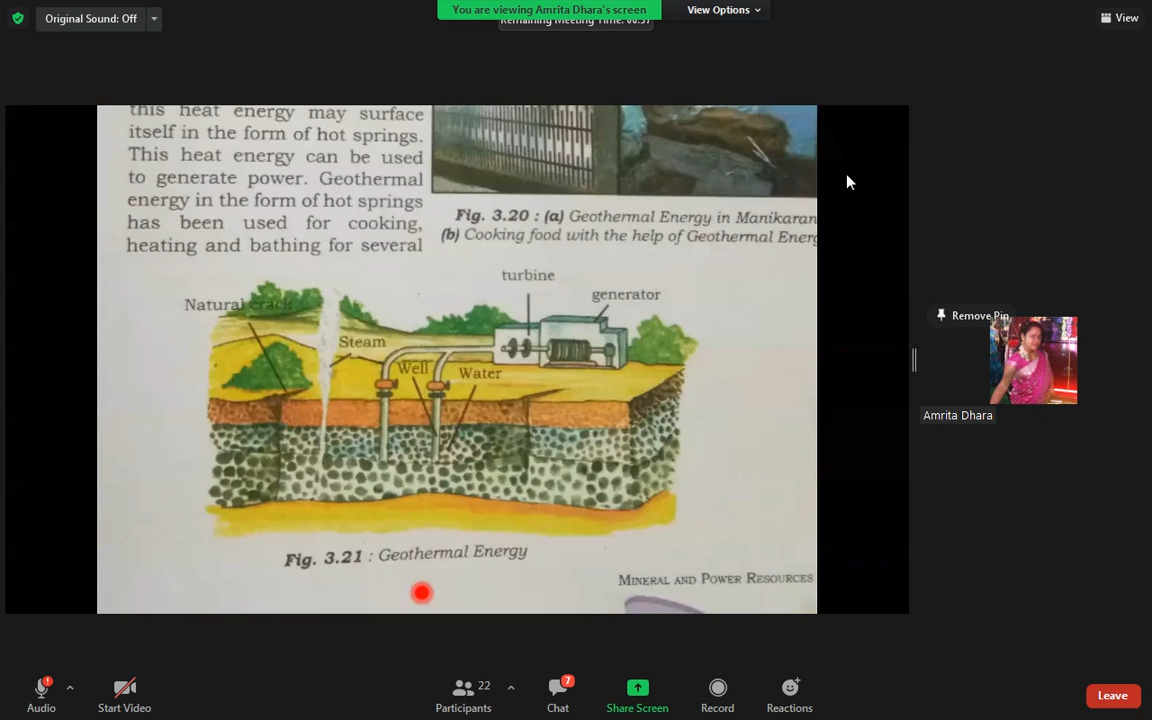 You are viewing Amrita Dhara's screen
View Options
Original Sound: Off
Remaining Meeting Time: 00:37
View
this heat energy may surface
itself in the form of hot springs.
This heat energy can be used
to generate power. Geothermal
energy in the form of hot springs
has been used for cooking,
heating and bathing for several
Fig. 3.20 : (a) Geothermal Energy in Manikaran
(b) Cooking food with the help of Geothermal Energ
turbine
generator
Natural crack
Steam
Well
Water
Fig. 3.21 : Geothermal Energy
MINERAL AND POWER RESOURCES
Remove Pin
Amrita Dhara
Audio
Start Video
22
Participants
7
Chat
Share Screen
Record
Reactions
Leave